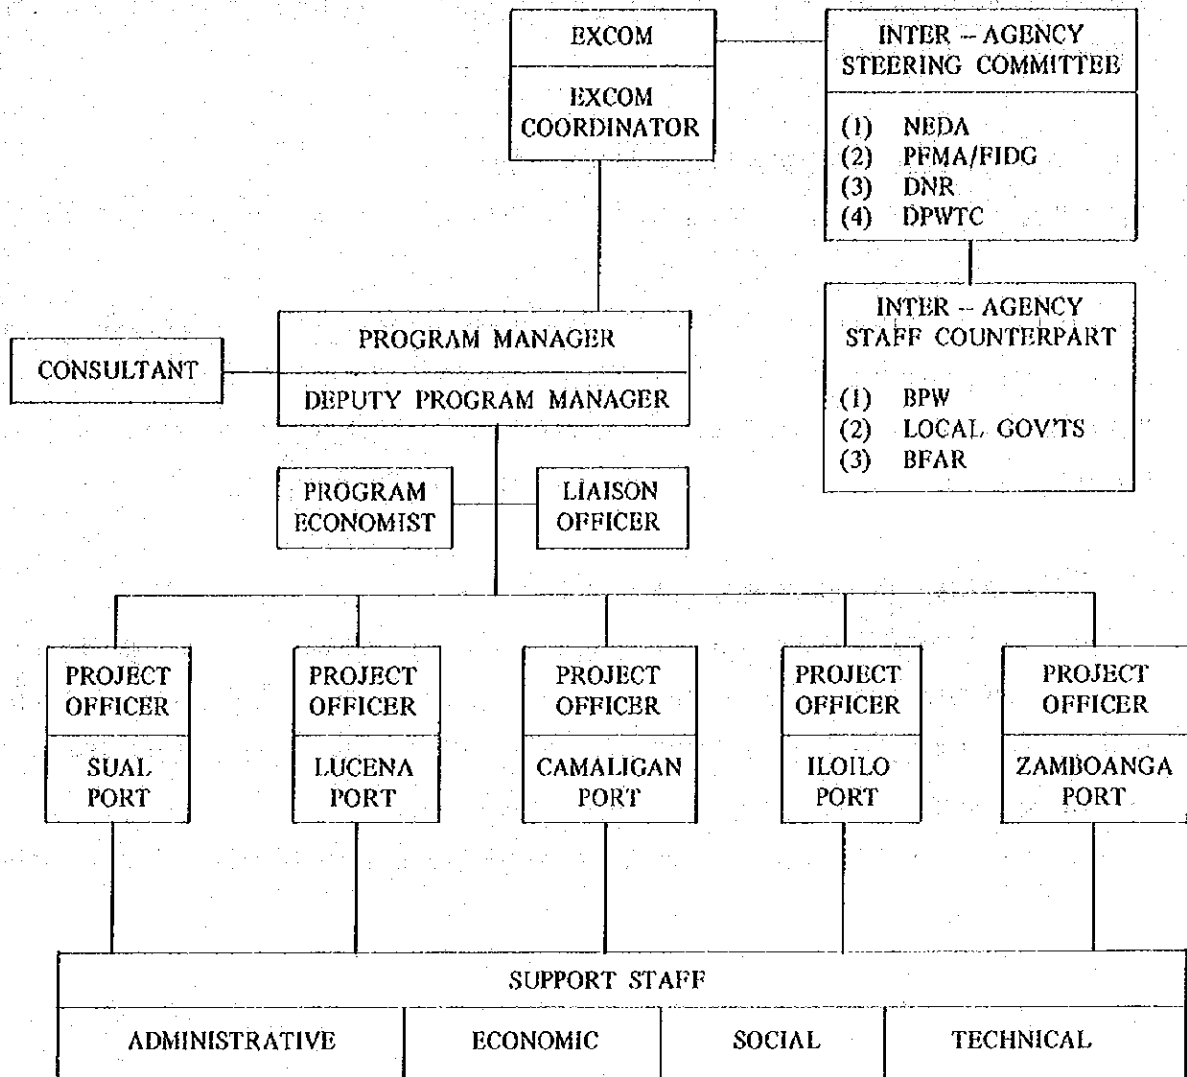 EXCOM
EXCOM
COORDINATOR
INTER – AGENCY
STEERING COMMITTEE
(1) NEDA
(2) PFMA/FIDG
(3) DNR
(4) DPWTC
INTER – AGENCY
STAFF COUNTERPART
(1) BPW
(2) LOCAL GOV'TS
(3) BFAR
CONSULTANT
PROGRAM MANAGER
DEPUTY PROGRAM MANAGER
PROGRAM
ECONOMIST
LIAISON
OFFICER
PROJECT
OFFICER
SUAL
PORT
PROJECT
OFFICER
LUCENA
PORT
PROJECT
OFFICER
CAMALIGAN
PORT
PROJECT
OFFICER
ILOILO
PORT
PROJECT
OFFICER
ZAMBOANGA
PORT
SUPPORT STAFF
ADMINISTRATIVE
ECONOMIC
SOCIAL
TECHNICAL